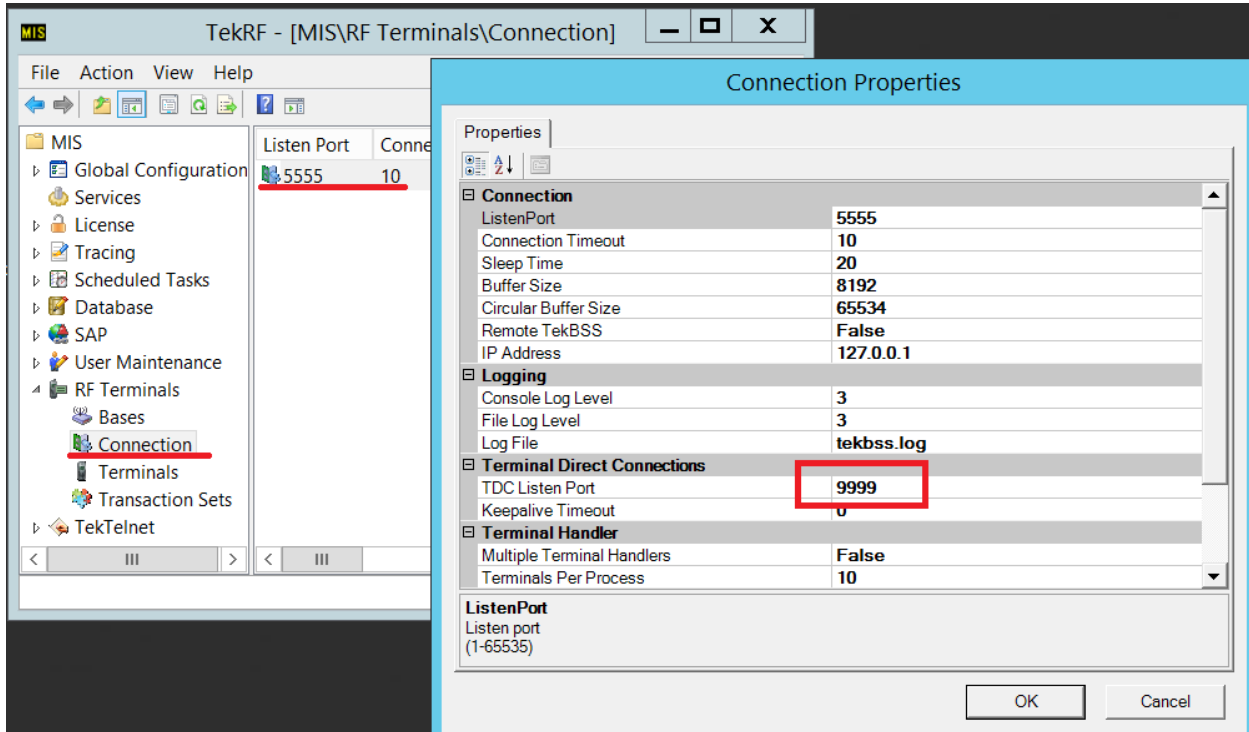 MIS TekRF - [MIS\RF Terminals\Connection] X
File Action View Help
MIS
Global Configuration
Services
License
Tracing
Scheduled Tasks
Database
SAP
User Maintenance
RF Terminals
Bases
Connection
Terminals
Transaction Sets
TekTelnet
Listen Port Conne
5555 10
Connection Properties
Properties
Connection
ListenPort 5555
Connection Timeout 10
Sleep Time 20
Buffer Size 8192
Circular Buffer Size 65534
Remote TekBSS False
IP Address 127.0.0.1
Logging
Console Log Level 3
File Log Level 3
Log File tekbss.log
Terminal Direct Connections
TDC Listen Port 9999
Keepalive Timeout 0
Terminal Handler
Multiple Terminal Handlers False
Terminals Per Process 10
ListenPort
Listen port
(1-65535)
OK Cancel